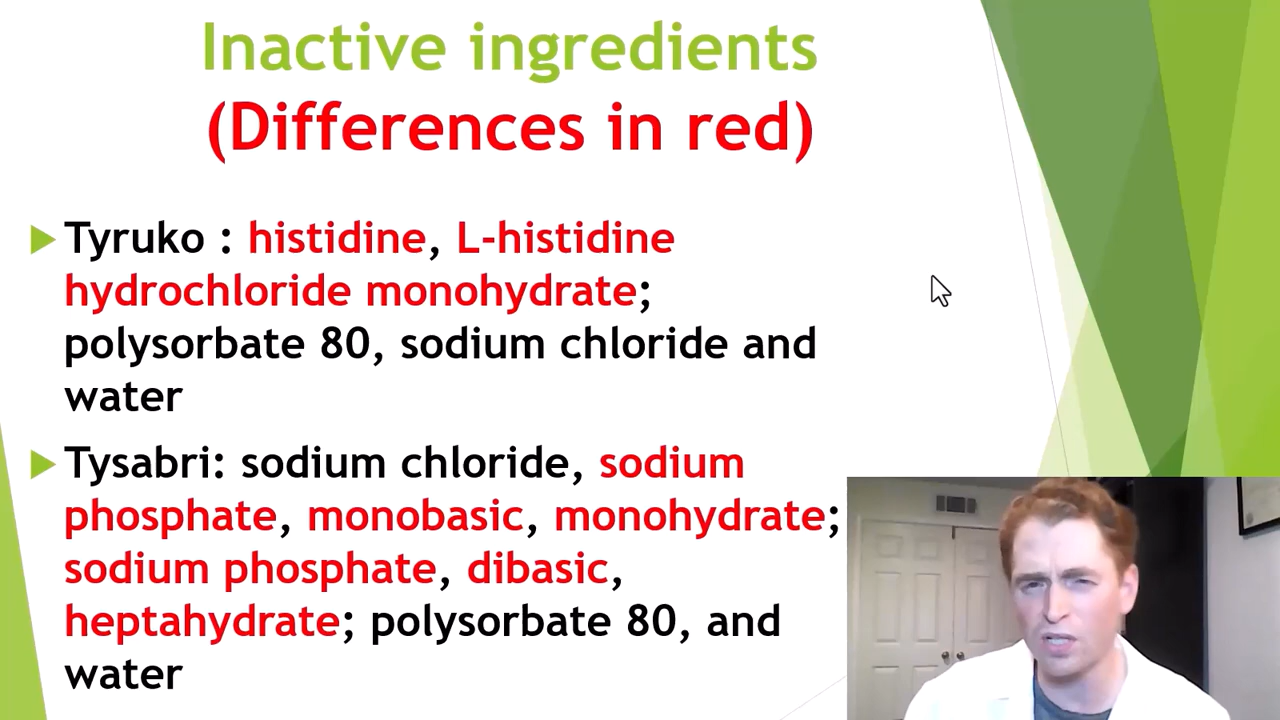 Inactive ingredients
(Differences in red)
Tyruko : histidine, L-histidine
hydrochloride monohydrate;
polysorbate 80, sodium chloride and
water
Tysabri: sodium chloride, sodium
phosphate, monobasic, monohydrate;
sodium phosphate, dibasic,
heptahydrate; polysorbate 80, and
water